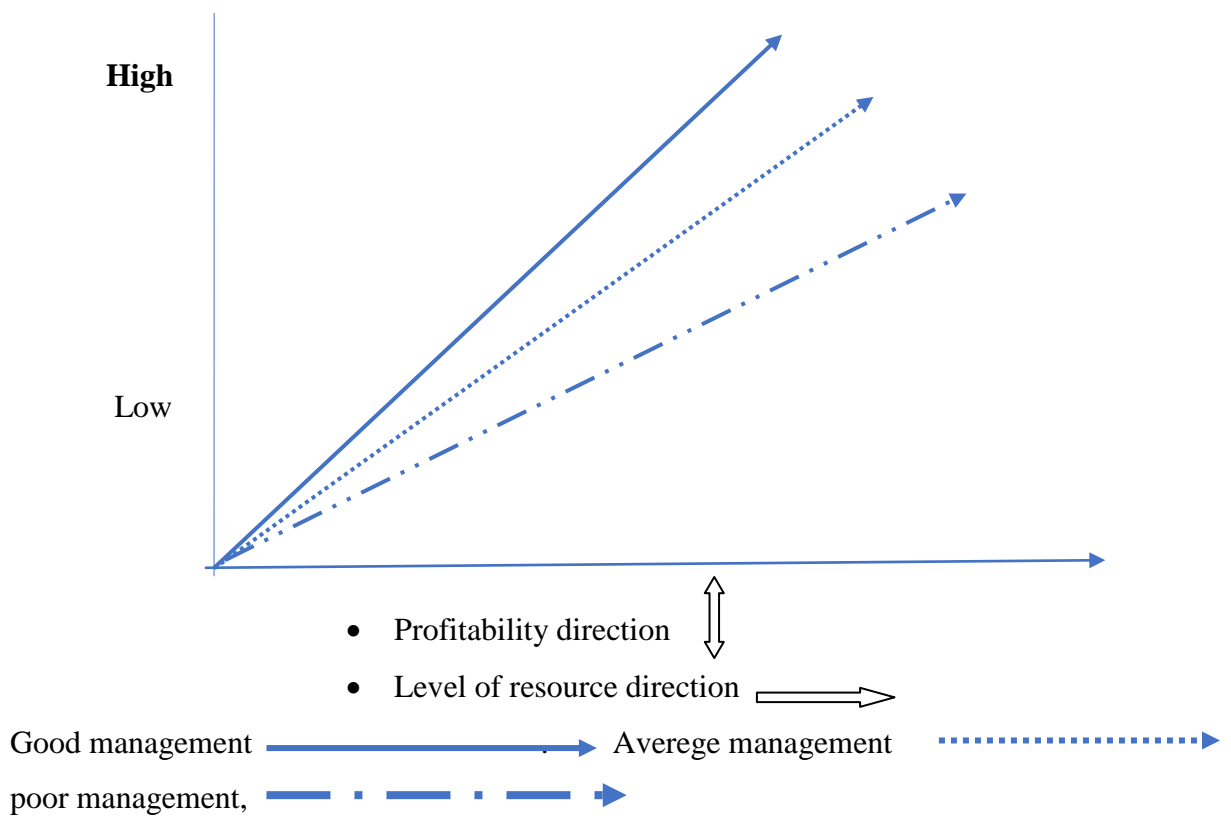 High
Low
• Profitability direction
• Level of resource direction
Good management . Averege management
poor management,